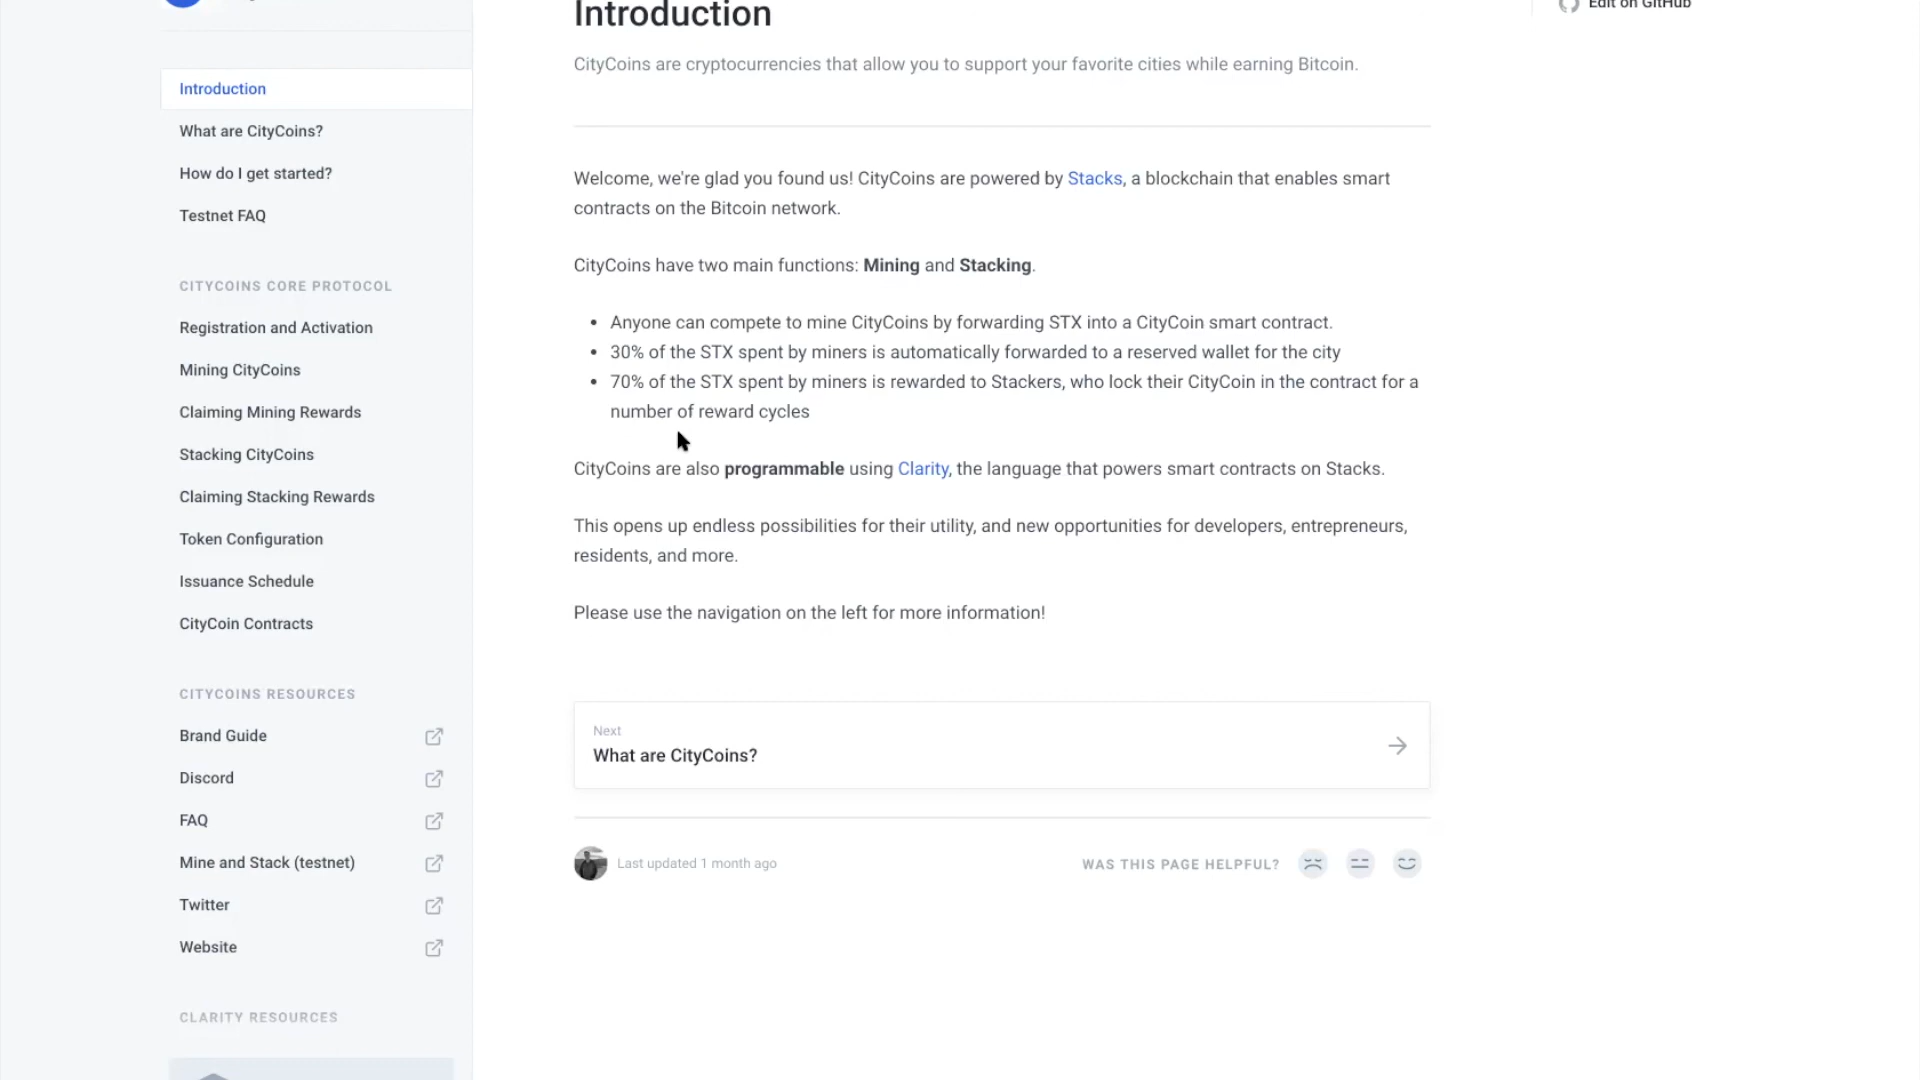 Introduction
What are CityCoins?
How do I get started?
Testnet FAQ
CITYCOINS CORE PROTOCOL
Registration and Activation
Mining CityCoins
Claiming Mining Rewards
Stacking CityCoins
Claiming Stacking Rewards
Token Configuration
Issuance Schedule
CityCoin Contracts
CITYCOINS RESOURCES
Brand Guide
Discord
FAQ
Mine and Stack (testnet)
Twitter
Website
CLARITY RESOURCES
Introduction
CityCoins are cryptocurrencies that allow you to support your favorite cities while earning Bitcoin.
Welcome, we're glad you found us! CityCoins are powered by Stacks, a blockchain that enables smart
contracts on the Bitcoin network.
CityCoins have two main functions: Mining and Stacking.
• Anyone can compete to mine CityCoins by forwarding STX into a CityCoin smart contract.
• 30% of the STX spent by miners is automatically forwarded to a reserved wallet for the city
• 70% of the STX spent by miners is rewarded to Stackers, who lock their CityCoin in the contract for a
number of reward cycles
CityCoins are also programmable using Clarity, the language that powers smart contracts on Stacks.
This opens up endless possibilities for their utility, and new opportunities for developers, entrepreneurs,
residents, and more.
Please use the navigation on the left for more information!
Next
What are CityCoins?
Last updated 1 month ago
WAS THIS PAGE HELPFUL?
Edit on GitHub